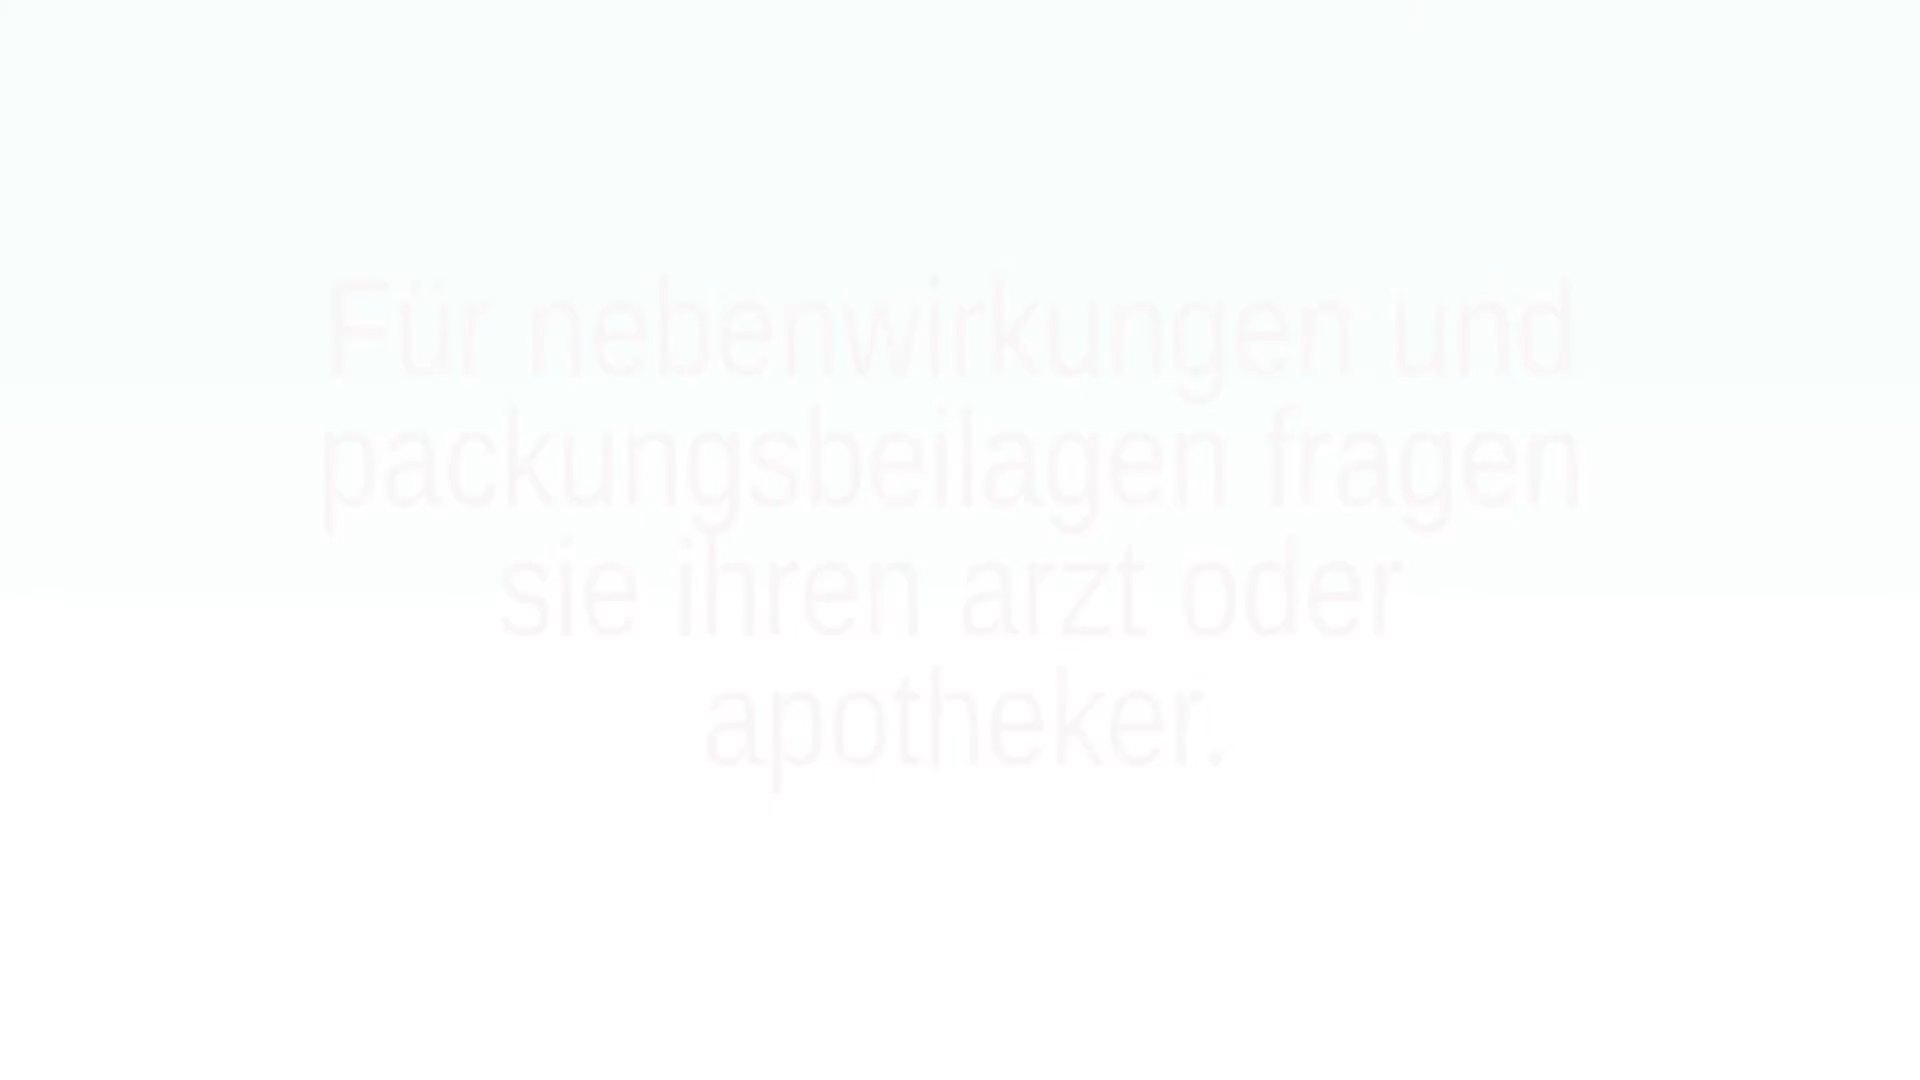 Für nebenwirkungen und
packungsbeilagen fragen
sie ihren arzt oder
apotheker.